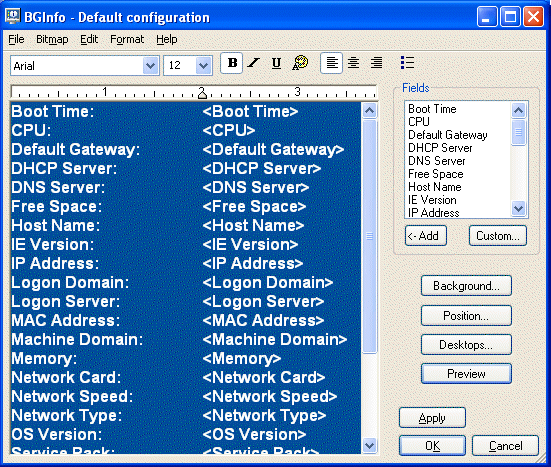 BGInfo - Default configuration
File Bitmap Edit Format Help
Arial 12 B I U
1 2 3
Boot Time: <Boot Time>
CPU: <CPU>
Default Gateway: <Default Gateway>
DHCP Server: <DHCP Server>
DNS Server: <DNS Server>
Free Space: <Free Space>
Host Name: <Host Name>
IE Version: <IE Version>
IP Address: <IP Address>
Logon Domain: <Logon Domain>
Logon Server: <Logon Server>
MAC Address: <MAC Address>
Machine Domain: <Machine Domain>
Memory: <Memory>
Network Card: <Network Card>
Network Speed: <Network Speed>
Network Type: <Network Type>
OS Version: <OS Version>
Service Pack: <Service Pack>
Fields
Boot Time
CPU
Default Gateway
DHCP Server
DNS Server
Free Space
Host Name
IE Version
IP Address
<- Add Custom...
Background...
Position...
Desktops...
Preview
Apply
OK Cancel